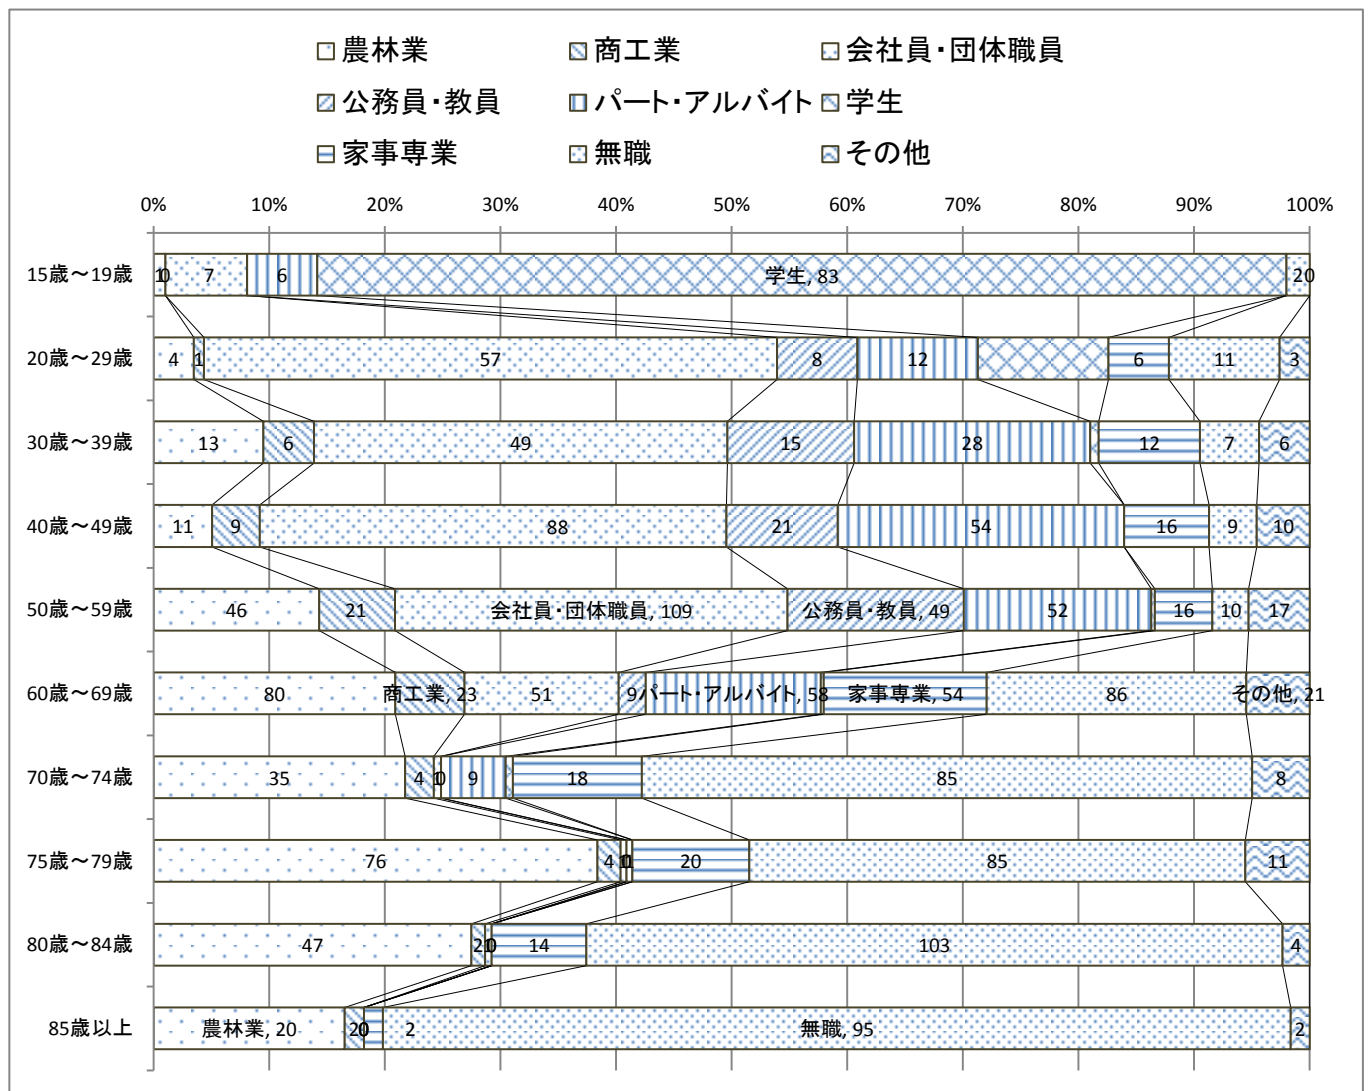 農林業 商工業 会社員・団体職員
公務員・教員 パート・アルバイト 学生
家事専業 無職 その他
0% 10% 20% 30% 40% 50% 60% 70% 80% 90% 100%
15歳～19歳 1 0 7 6 学生, 83 2 0
20歳～29歳 4 1 57 8 12 6 11 3
30歳～39歳 13 6 49 15 28 12 7 6
40歳～49歳 11 9 88 21 54 16 9 10
50歳～59歳 46 21 会社員・団体職員, 109 公務員・教員, 49 52 16 10 17
60歳～69歳 80 商工業, 23 51 9 パート・アルバイト, 58 家事専業, 54 86 その他, 21
70歳～74歳 35 4 1 0 9 18 85 8
75歳～79歳 76 4 1 0 1 20 85 11
80歳～84歳 47 2 1 0 14 103 4
85歳以上 農林業, 20 2 0 2 無職, 95 2